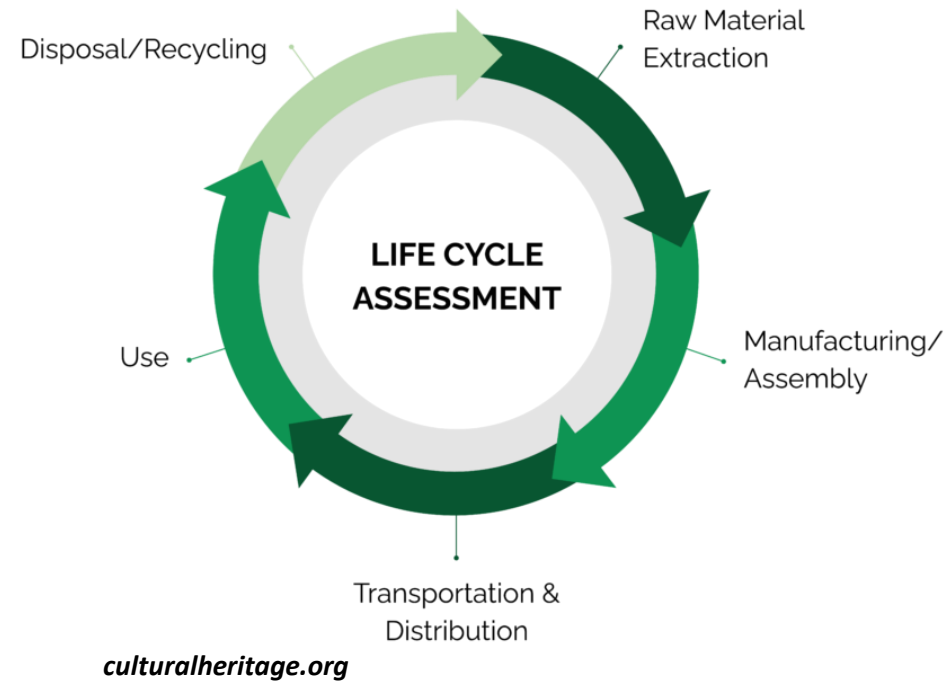 Disposal/Recycling
Raw Material
Extraction
LIFE CYCLE
ASSESSMENT
Manufacturing/
Assembly
Use
Transportation &
Distribution
culturalheritage.org